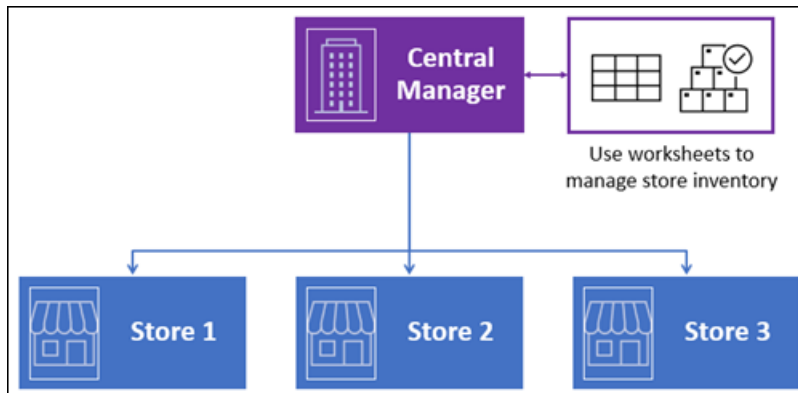 Central
Manager
Use worksheets to
manage store inventory
Store 1
Store 2
Store 3